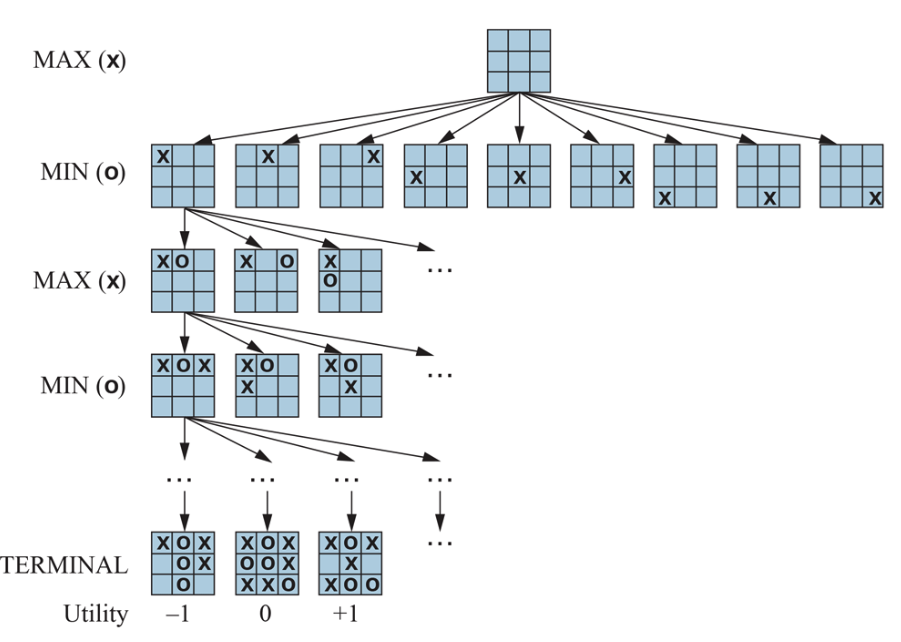 MAX (X)
MIN (O)
X X X X X X X X X
MAX (X)
X O X O X
O
...
MIN (O)
X O X X O X O
X X
...
... ... ... ...
TERMINAL
X O X X O X X O X
O X O O X X
O X X O X O O
...
Utility –1 0 +1